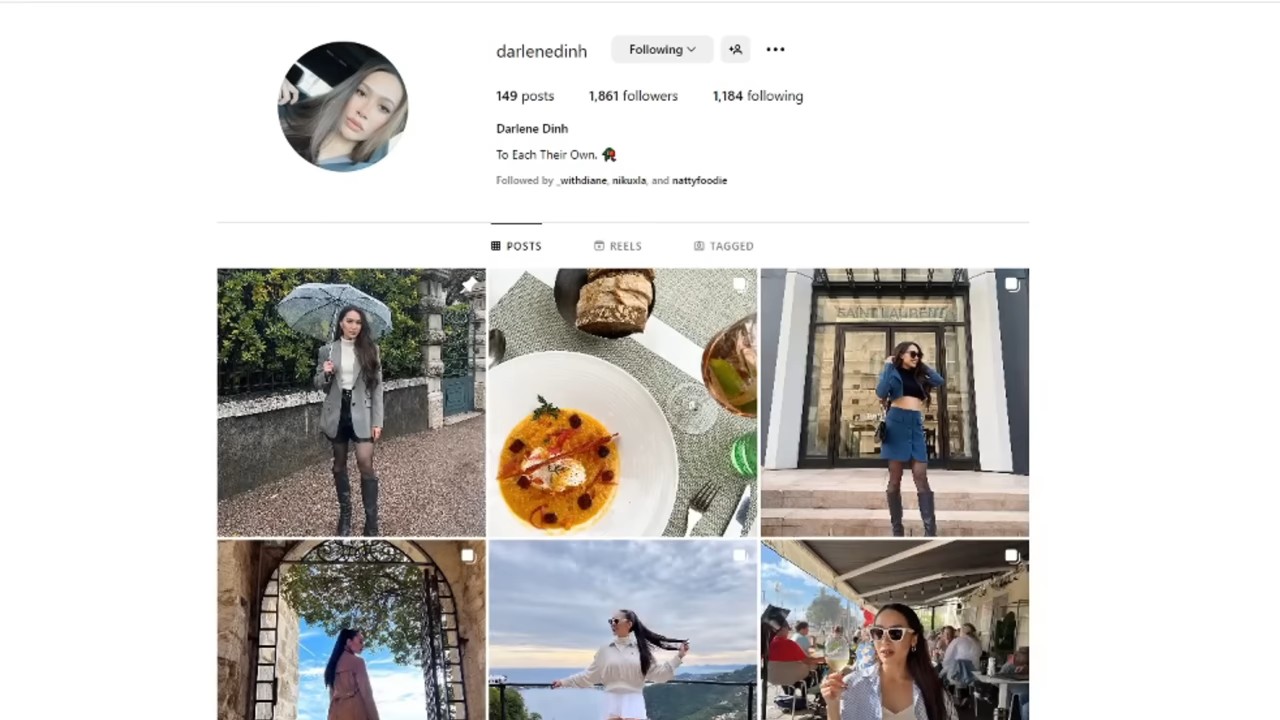 darlenedinh Following
149 posts 1,861 followers 1,184 following
Darlene Dinh
To Each Their Own.
Followed by _withdiane, nikuxla, and nattyfoodie
POSTS REELS TAGGED
SAINT LAURENT